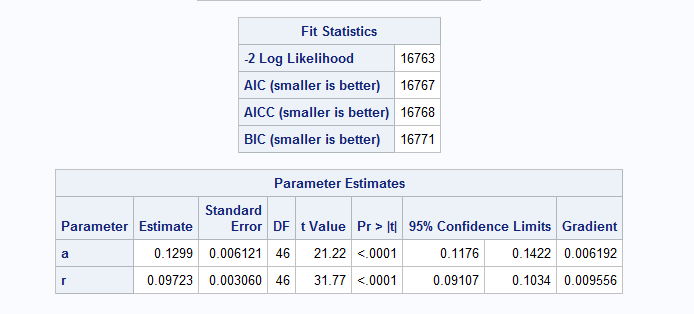 Fit Statistics
-2 Log Likelihood 16763
AIC (smaller is better) 16767
AICC (smaller is better) 16768
BIC (smaller is better) 16771
Parameter Estimates
Parameter Estimate Standard Error DF t Value Pr > |t| 95% Confidence Limits Gradient
a 0.1299 0.006121 46 21.22 <.0001 0.1176 0.1422 0.006192
r 0.09723 0.003060 46 31.77 <.0001 0.09107 0.1034 0.009556